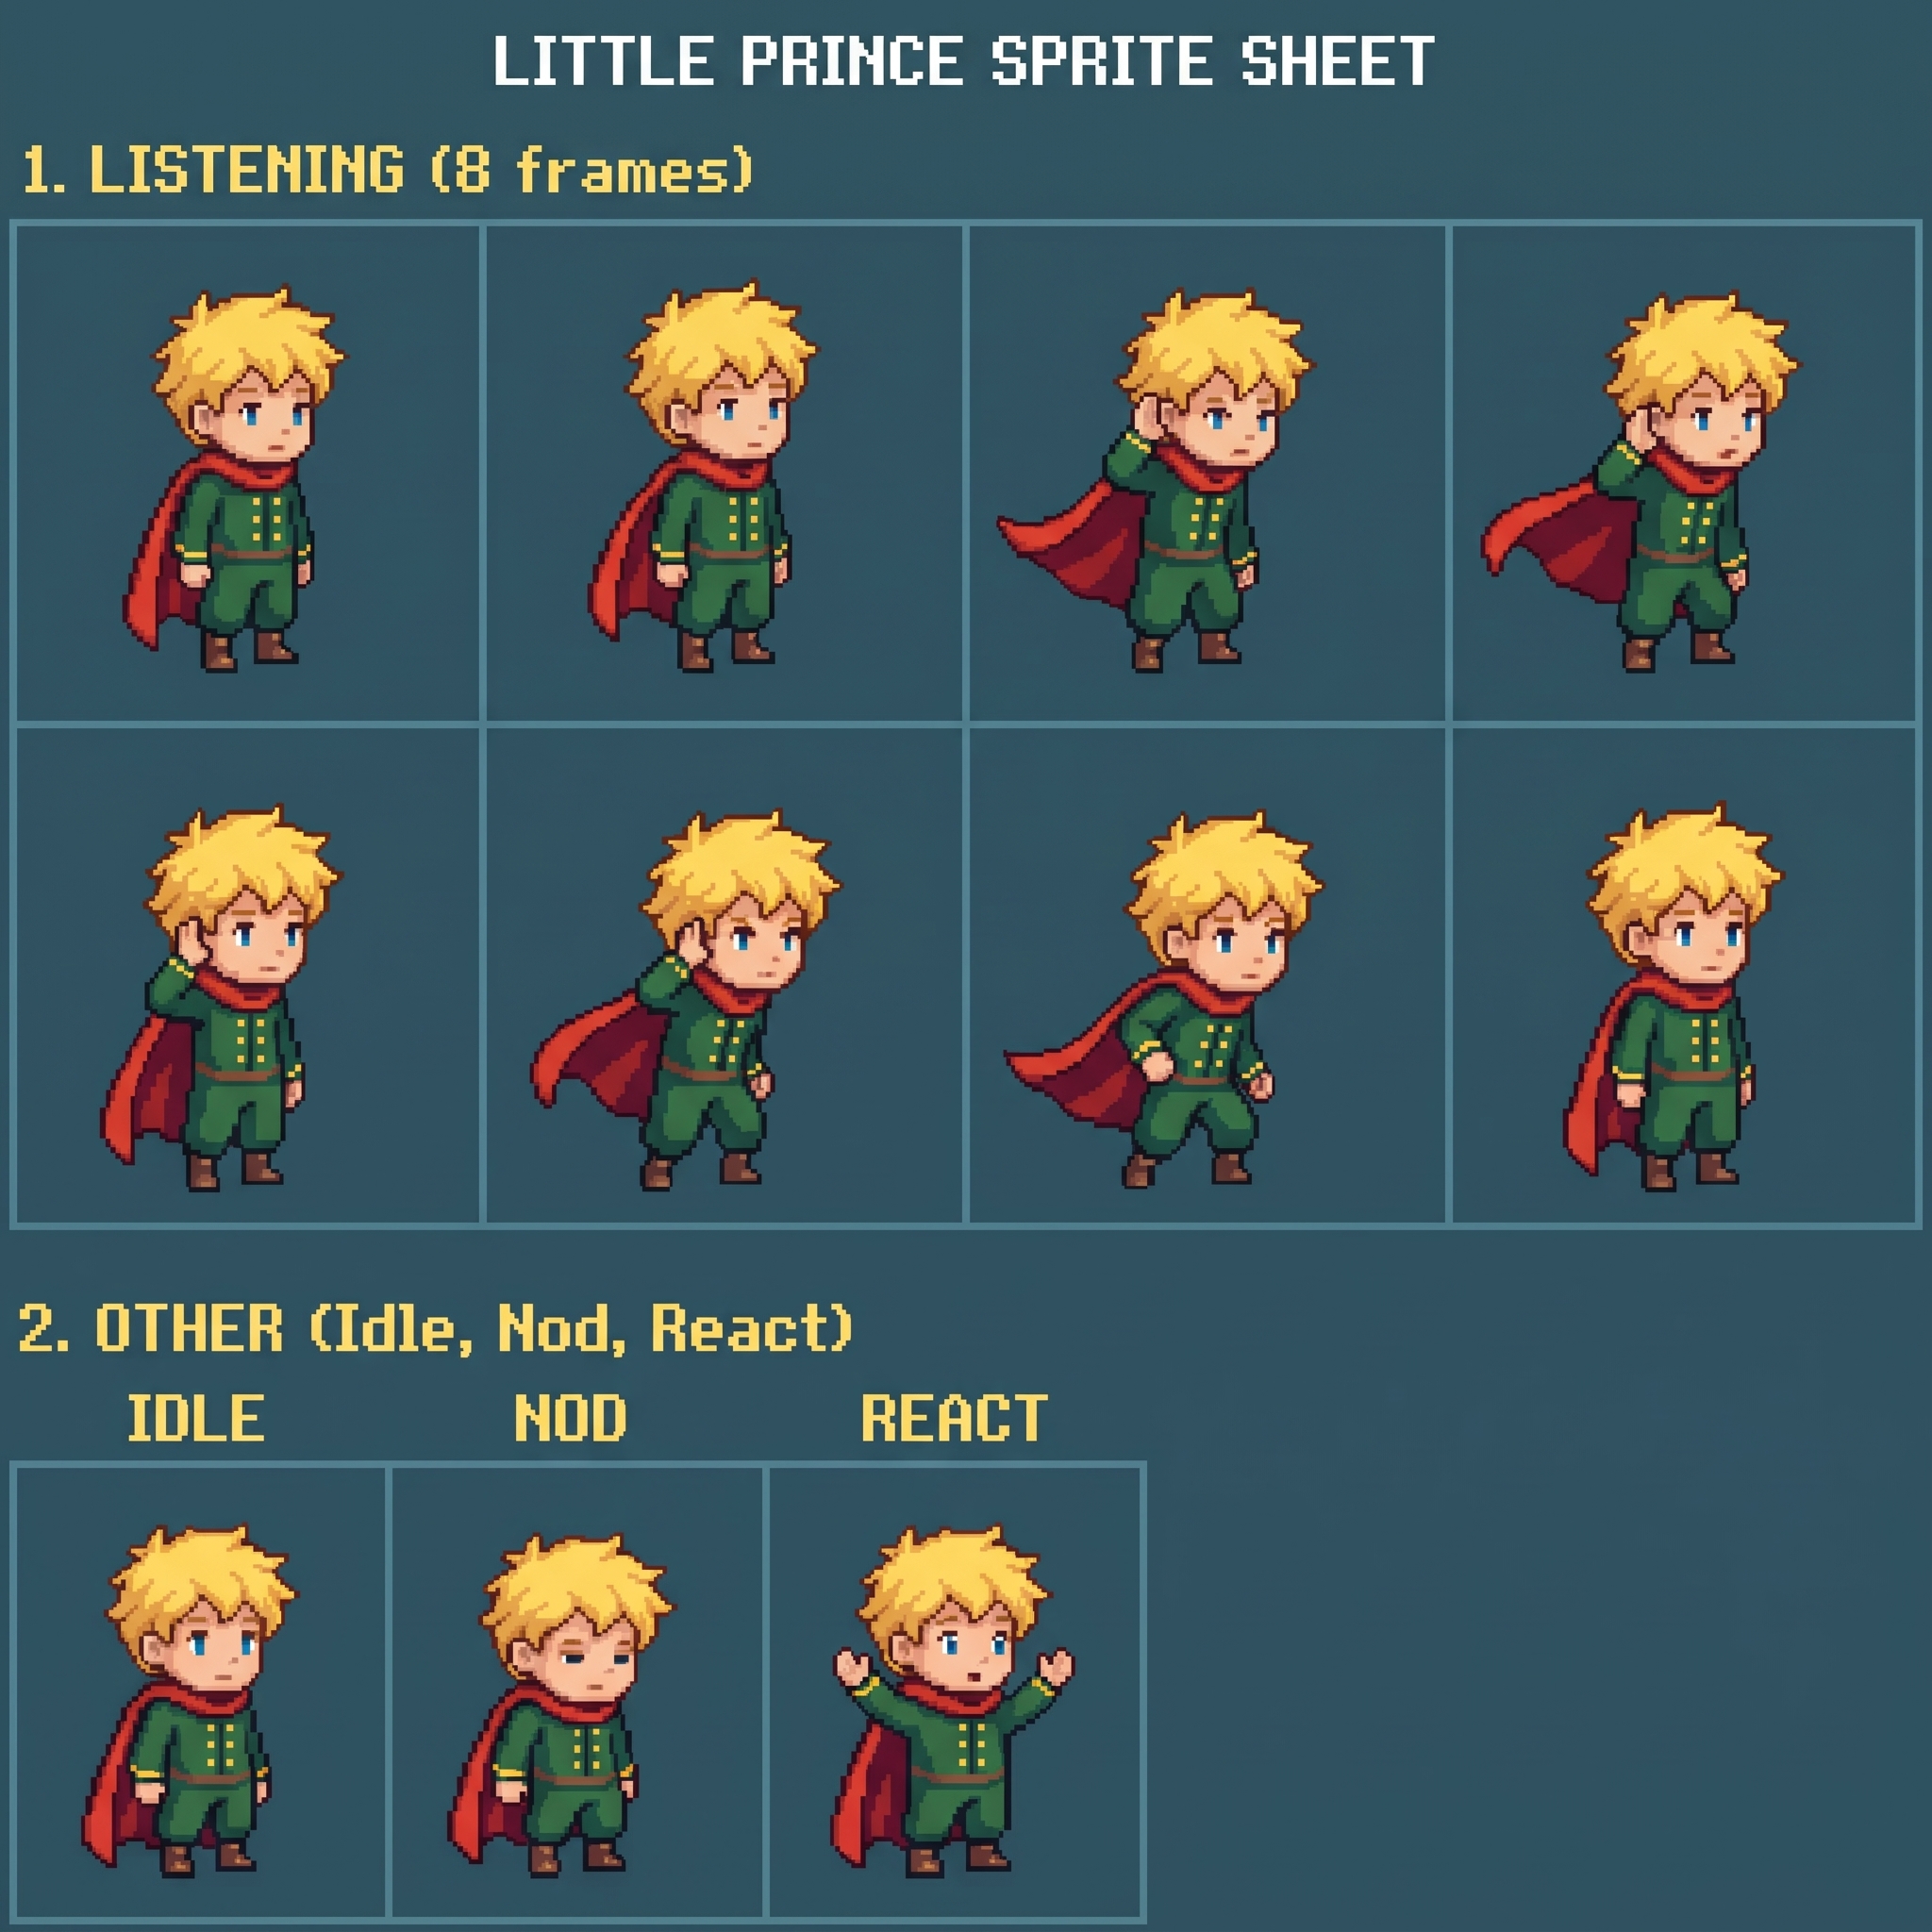 LITTLE PRINCE SPRITE SHEET
1. LISTENING (8 frames)
2. OTHER (Idle, Nod, React)
IDLE NOD REACT